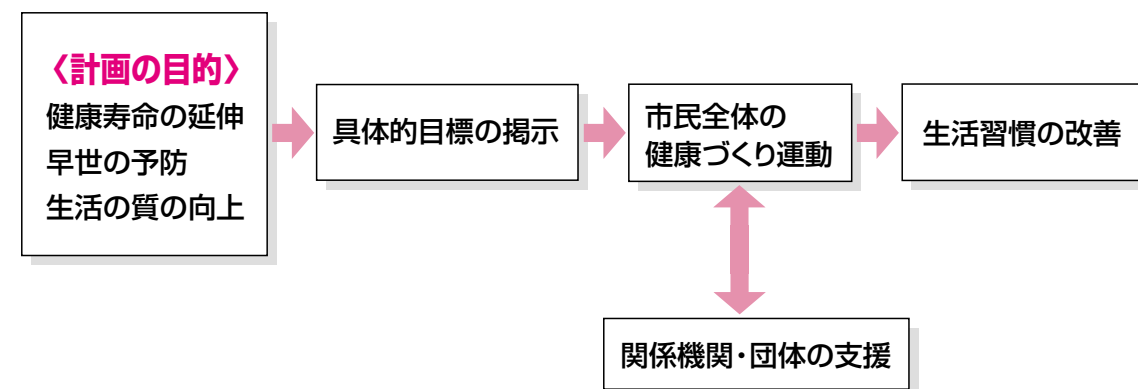 〈計画の目的〉
健康寿命の延伸
早世の予防
生活の質の向上
具体的目標の掲示
市民全体の
健康づくり運動
生活習慣の改善
関係機関・団体の支援